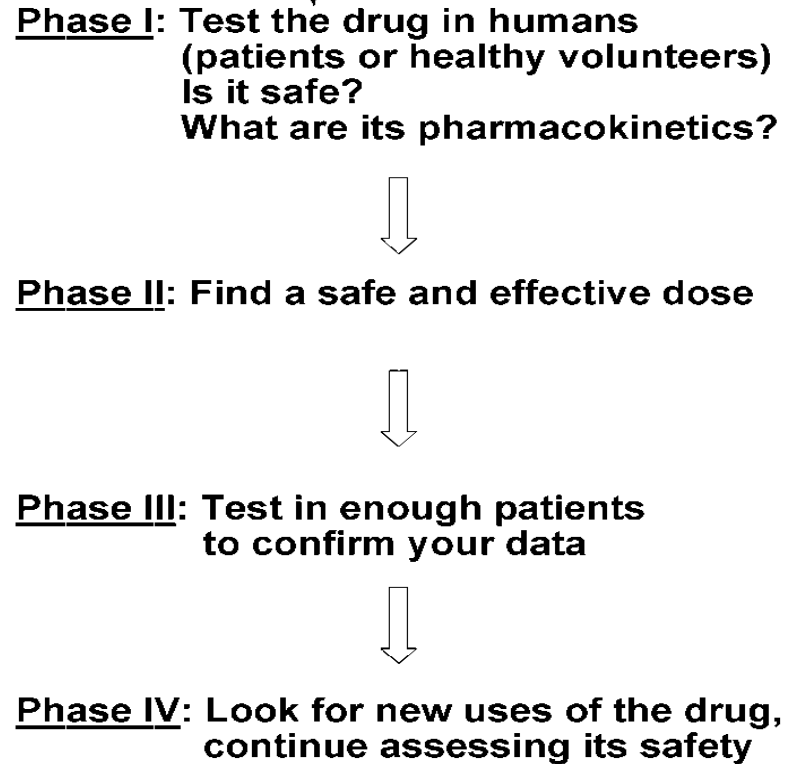 Phase I: Test the drug in humans
(patients or healthy volunteers)
Is it safe?
What are its pharmacokinetics?
Phase II: Find a safe and effective dose
Phase III: Test in enough patients
to confirm your data
Phase IV: Look for new uses of the drug,
continue assessing its safety